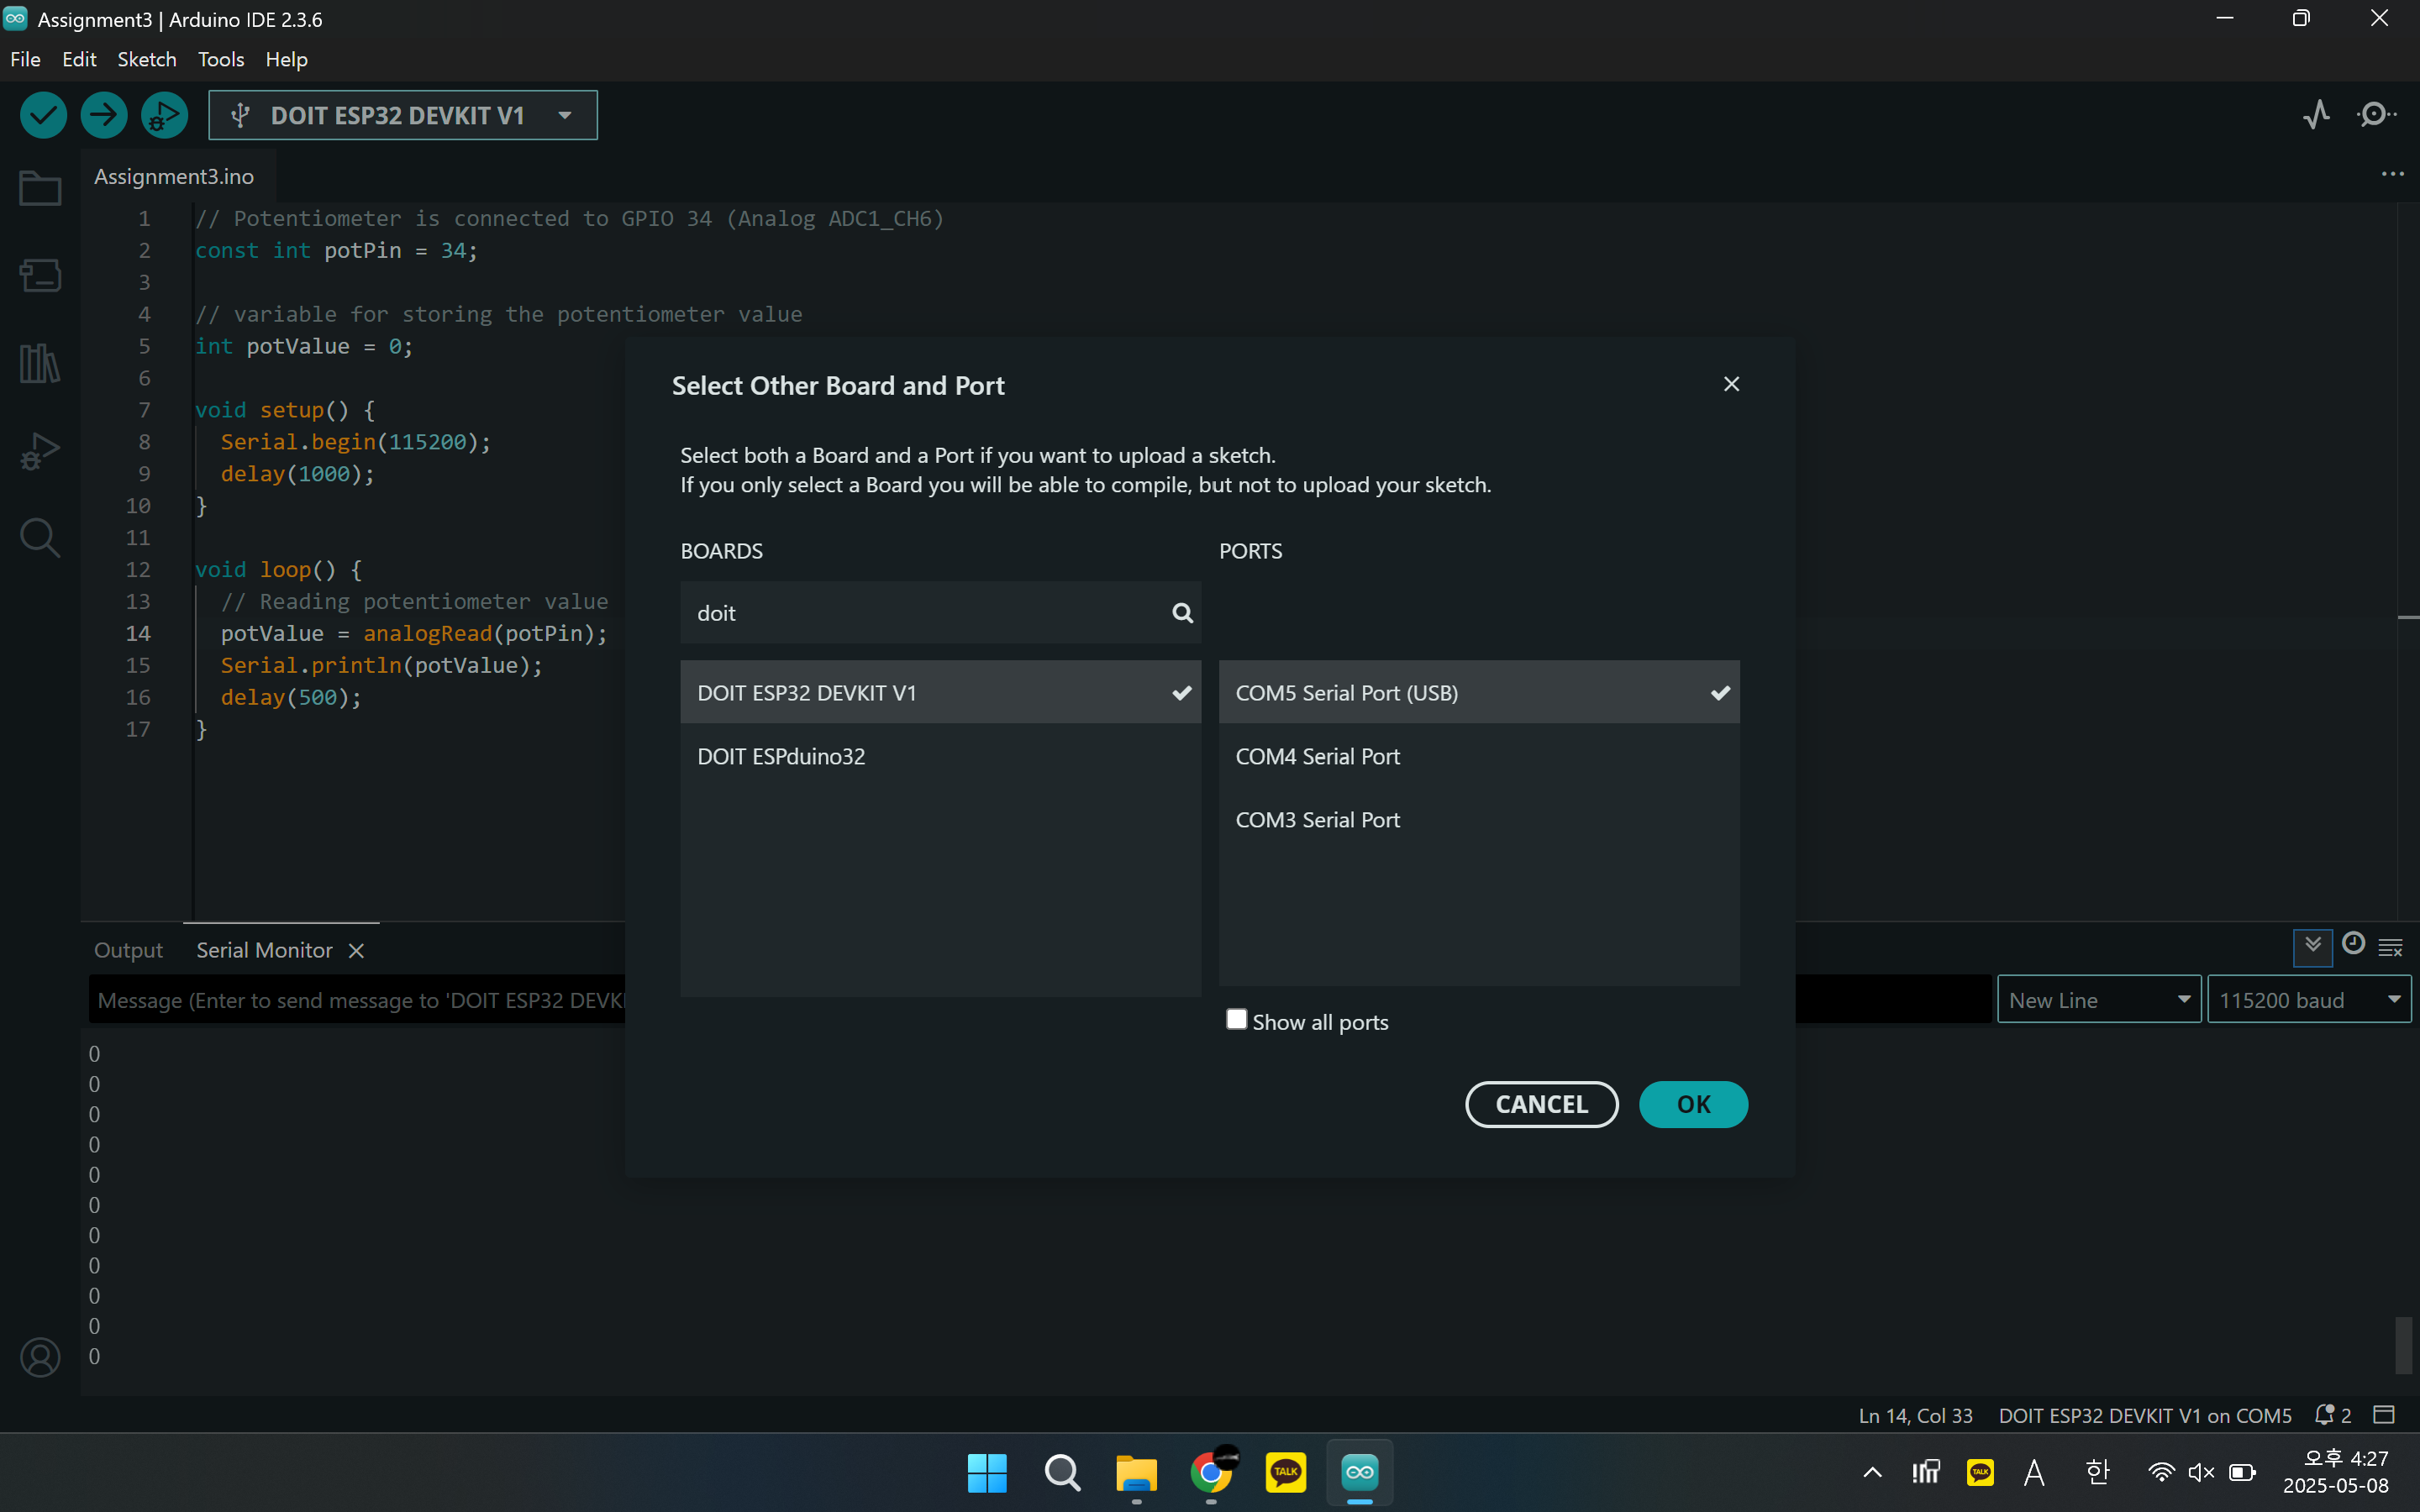 Assignment3 | Arduino IDE 2.3.6
File Edit Sketch Tools Help
DOIT ESP32 DEVKIT V1
Assignment3.ino
1 // Potentiometer is connected to GPIO 34 (Analog ADC1_CH6)
2 const int potPin = 34;
3
4 // variable for storing the potentiometer value
5 int potValue = 0;
6
7 void setup() {
8 Serial.begin(115200);
9 delay(1000);
10 }
11
12 void loop() {
13 // Reading potentiometer value
14 potValue = analogRead(potPin);
15 Serial.println(potValue);
16 delay(500);
17 }
Select Other Board and Port
Select both a Board and a Port if you want to upload a sketch.
If you only select a Board you will be able to compile, but not to upload your sketch.
BOARDS PORTS
doit
DOIT ESP32 DEVKIT V1 COM5 Serial Port (USB)
DOIT ESPduino32 COM4 Serial Port
COM3 Serial Port
Show all ports
CANCEL OK
Output Serial Monitor
Message (Enter to send message to 'DOIT ESP32 DEVK
New Line 115200 baud
0
0
0
0
0
0
0
0
0
0
0
Ln 14, Col 33 DOIT ESP32 DEVKIT V1 on COM5 2
TALK
TALK A 한 오후 4:27
2025-05-08